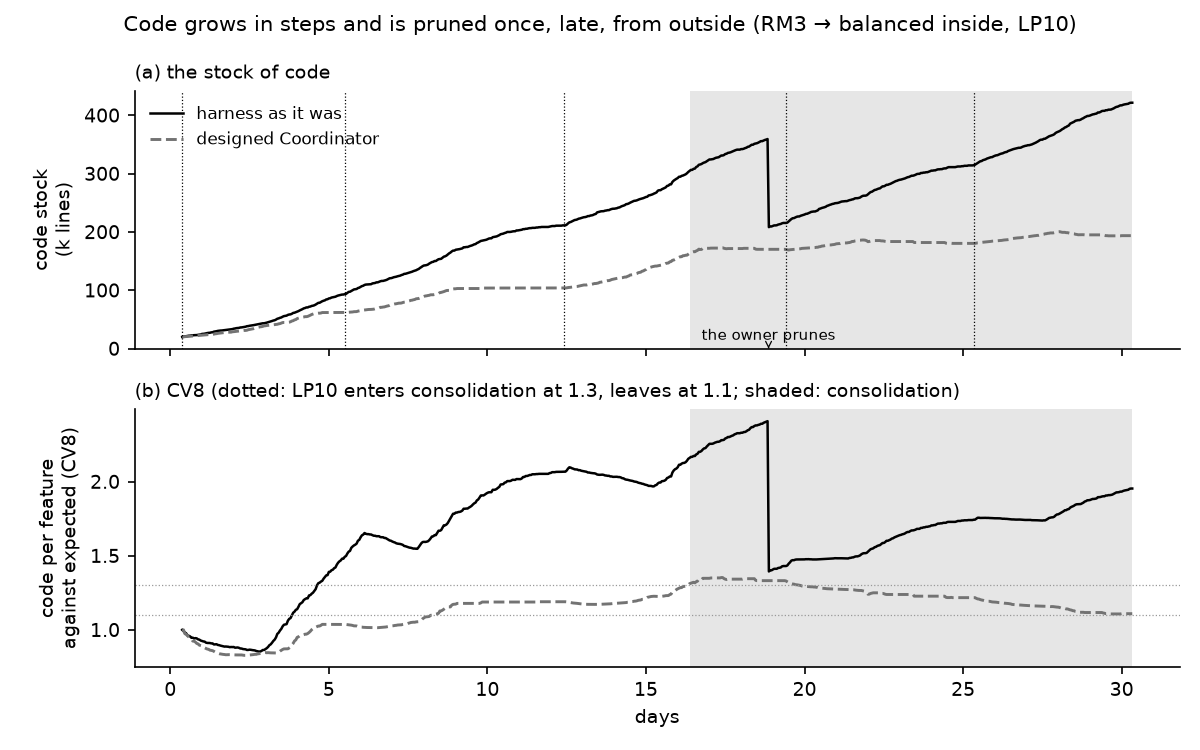 Code grows in steps and is pruned once, late, from outside (RM3 → balanced inside, LP10)
(a) the stock of code
harness as it was
designed Coordinator
code stock
(k lines)
400
300
200
100
0
the owner prunes
(b) CV8 (dotted: LP10 enters consolidation at 1.3, leaves at 1.1; shaded: consolidation)
code per feature
against expected (CV8)
2.0
1.5
1.0
0 5 10 15 20 25 30
days